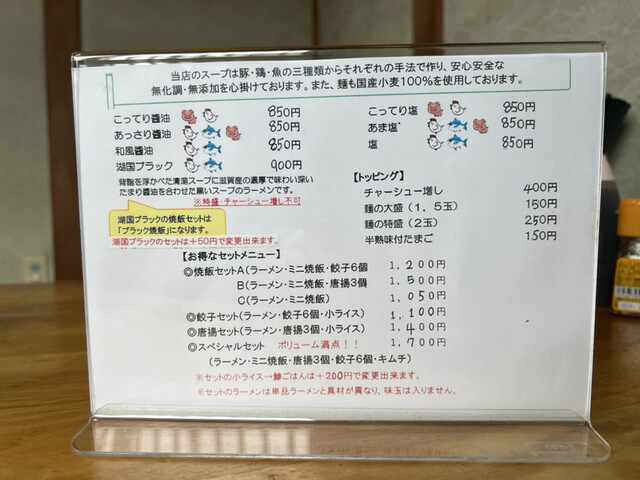 当店のスープは豚・鶏・魚の三種類からそれぞれの手法で作り、安心安全な
無化調・無添加を心掛けております。また、麺も国産小麦100%を使用しております。
こってり醬油 850円
あっさり醬油 850円
和風醬油 850円
湖国ブラック 900円
背脂を浮かべた清湯スープに滋賀産の濃厚で味わい深い
たまり醬油を合わせた黒いスープのラーメンです。
※特盛・チャーシュー増し不可
湖国ブラックの焼飯セットは
「ブラック焼飯」になります。
湖国ブラックのセットは+50円で変更出来ます。
こってり塩 850円
あま塩 850円
塩 850円
【トッピング】
チャーシュー増し 400円
麺の大盛(1.5玉) 150円
麺の特盛(2玉) 250円
半熟味付たまご 150円
【お得なセットメニュー】
◎焼飯セットA(ラーメン・ミニ焼飯・餃子6個 1,200円
B(ラーメン・ミニ焼飯・唐揚3個 1,500円
C(ラーメン・ミニ焼飯) 1,050円
◎餃子セット(ラーメン・餃子6個・小ライス) 1,100円
◎唐揚セット(ラーメン・唐揚3個・小ライス) 1,400円
◎スペシャルセット ボリューム満点!! 1,700円
(ラーメン・ミニ焼飯・唐揚3個・餃子6個・キムチ)
※セットの小ライス→鯵ごはんは+200円で変更出来ます。
※セットのラーメンは単品ラーメンと具材が異なり、味玉は入りません。